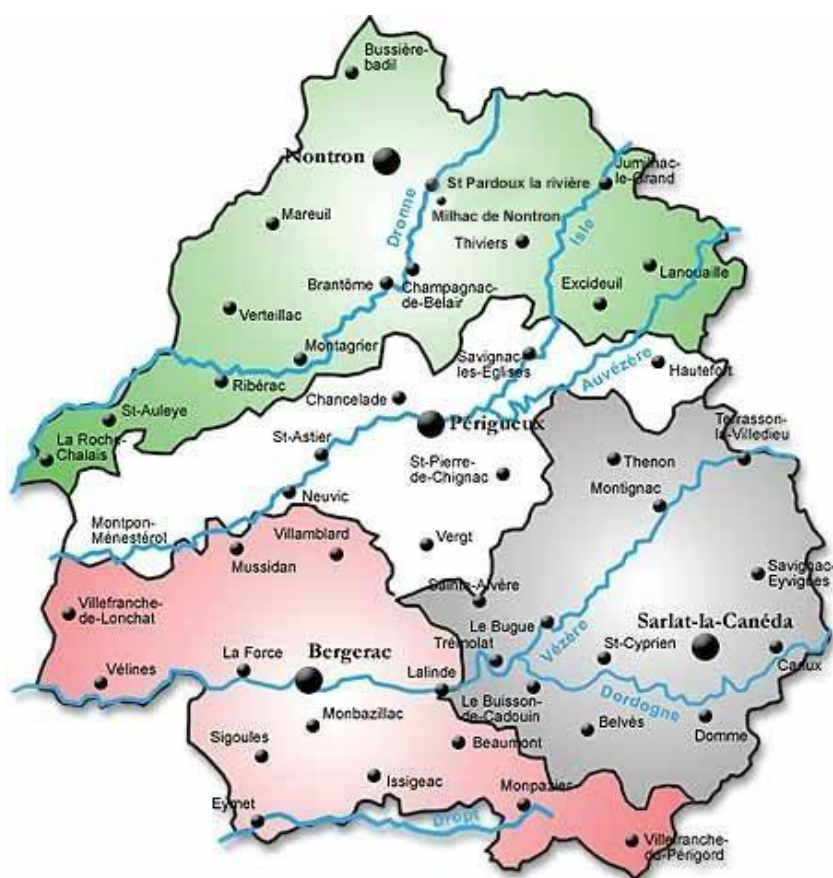 Bussière-
badil
Nontron
St Pardoux la rivière
Jumilhac-
le-Grand
Mareuil
Milhac de Nontron
Dronne
Thiviers
Isle
Lanouaille
Brantôme
Champagnac-
de-Belair
Excideuil
Verteillac
Montagrier
Savignac-
les-Eglises
Auvézère
Hautefort
Ribérac
Chancelade
St-Auleye
Périgueux
Terrasson-
la-Villedieu
La Roche-
Chalais
St-Astier
St-Pierre-
de-Chignac
Thenon
Montignac
Neuvic
Montpon-
Ménestérol
Villamblard
Vergt
Mussidan
Savignac-
Eyvigues
Sainte-Alvère
Villefranche-
de-Lonchat
Le Bugue
Vézère
Sarlat-la-Canéda
Trémolat
St-Cyprien
La Force
Bergerac
Carlux
Vélines
Lalinde
Le Buisson-
de-Cadouin
Dordogne
Monbazillac
Belvès
Domme
Sigoules
Beaumont
Issigeac
Monpazier
Eymet
Dropt
Villefranche-
du-Périgord